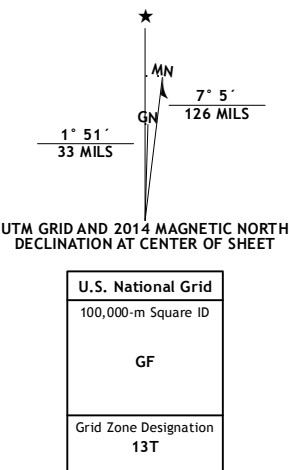 ★
MN
GN
7° 5´
126 MILS
1° 51´
33 MILS
UTM GRID AND 2014 MAGNETIC NORTH
DECLINATION AT CENTER OF SHEET
U.S. National Grid
100,000-m Square ID
GF
Grid Zone Designation
13T